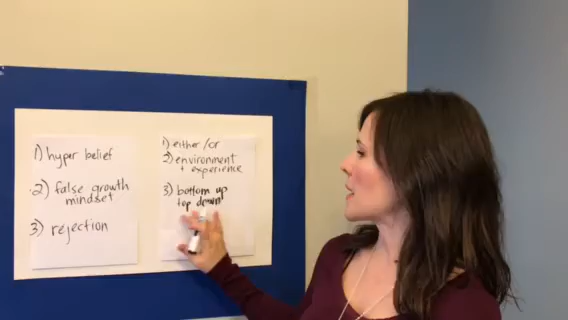 1) hyper belief
2) false growth
mindset
3) rejection
1) either/or
2) environment
+ experience
3) bottom up
top down